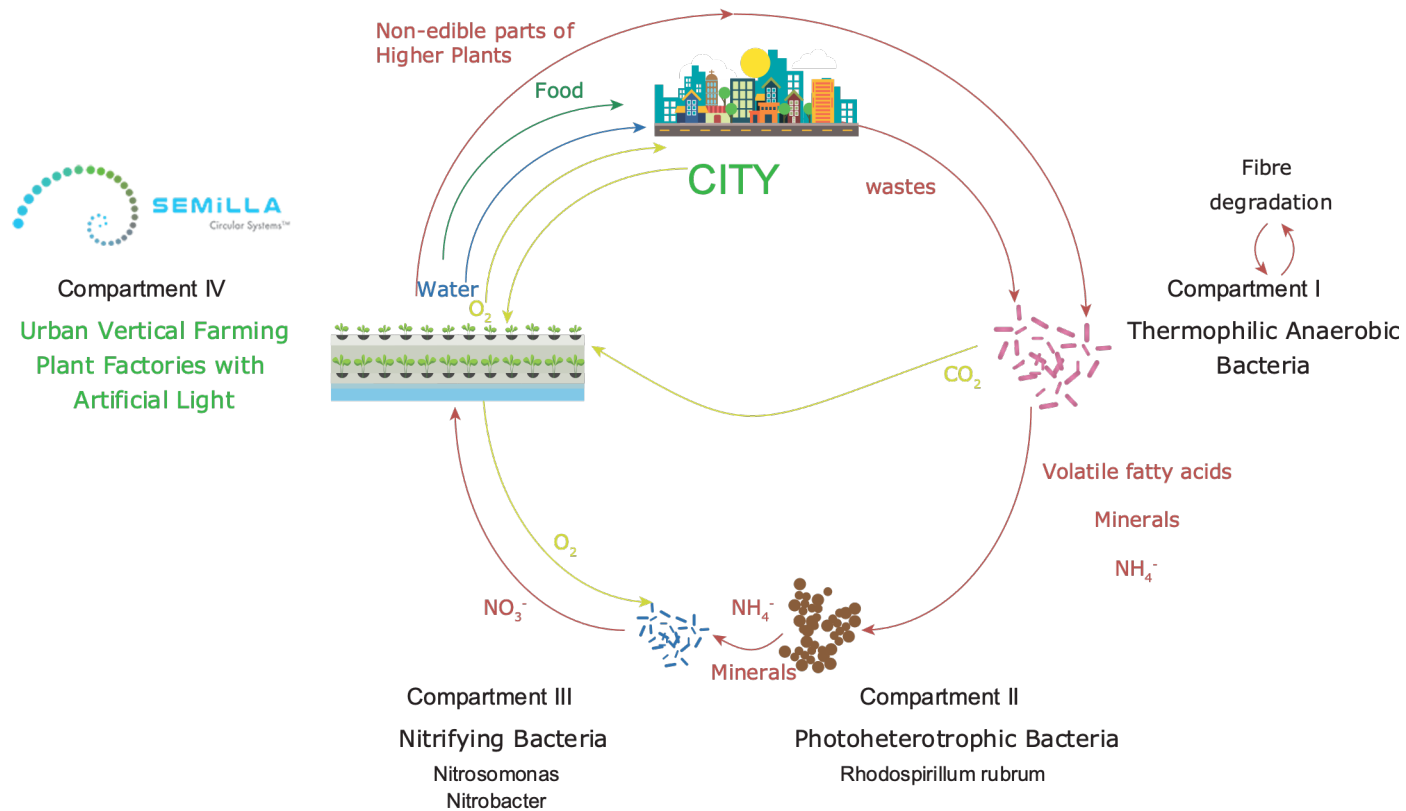 Non-edible parts of
Higher Plants
Food
CITY
wastes
Fibre
degradation
SEMiLLA
Circular Systems™
Compartment IV
Urban Vertical Farming
Plant Factories with
Artificial Light
Water
O₂
Compartment I
Thermophilic Anaerobic
Bacteria
CO₂
Volatile fatty acids
Minerals
NH₄⁻
O₂
NO₃⁻
NH₄⁻
Minerals
Compartment III
Nitrifying Bacteria
Nitrosomonas
Nitrobacter
Compartment II
Photoheterotrophic Bacteria
Rhodospirillum rubrum